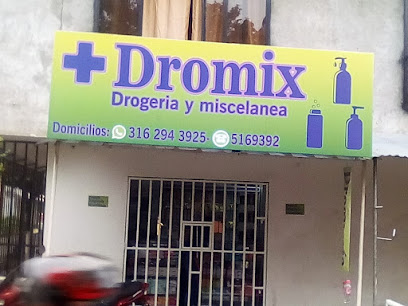 Dromix
Drogeria y miscelanea
Domicilios: 316 294 3925- 5169392